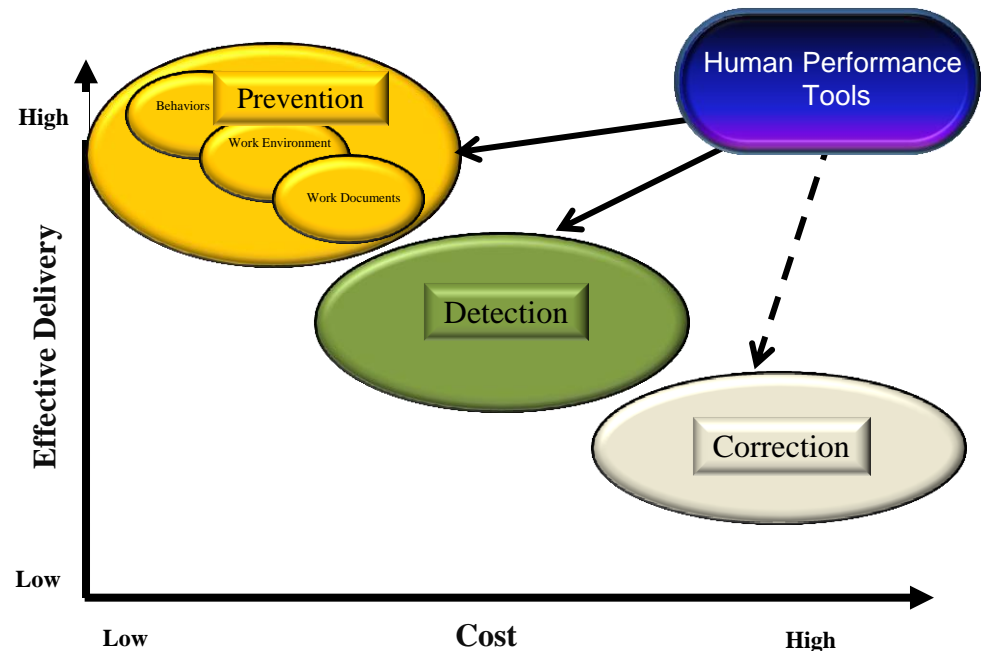 Human Performance
Tools
High
Behaviors
Prevention
Work Environment
Work Documents
Effective Delivery
Detection
Correction
Low
Low
Cost
High